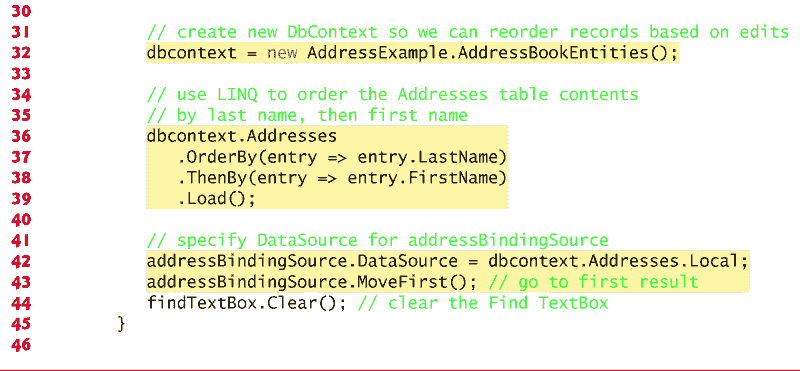 30
31 // create new DbContext so we can reorder records based on edits
32 dbcontext = new AddressExample.AddressBookEntities();
33
34 // use LINQ to order the Addresses table contents
35 // by last name, then first name
36 dbcontext.Addresses
37 .OrderBy(entry => entry.LastName)
38 .ThenBy(entry => entry.FirstName)
39 .Load();
40
41 // specify DataSource for addressBindingSource
42 addressBindingSource.DataSource = dbcontext.Addresses.Local;
43 addressBindingSource.MoveFirst(); // go to first result
44 findTextBox.Clear(); // clear the Find TextBox
45 }
46